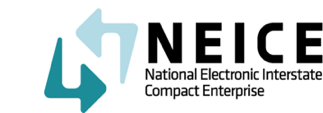 NEICE
National Electronic Interstate
Compact Enterprise